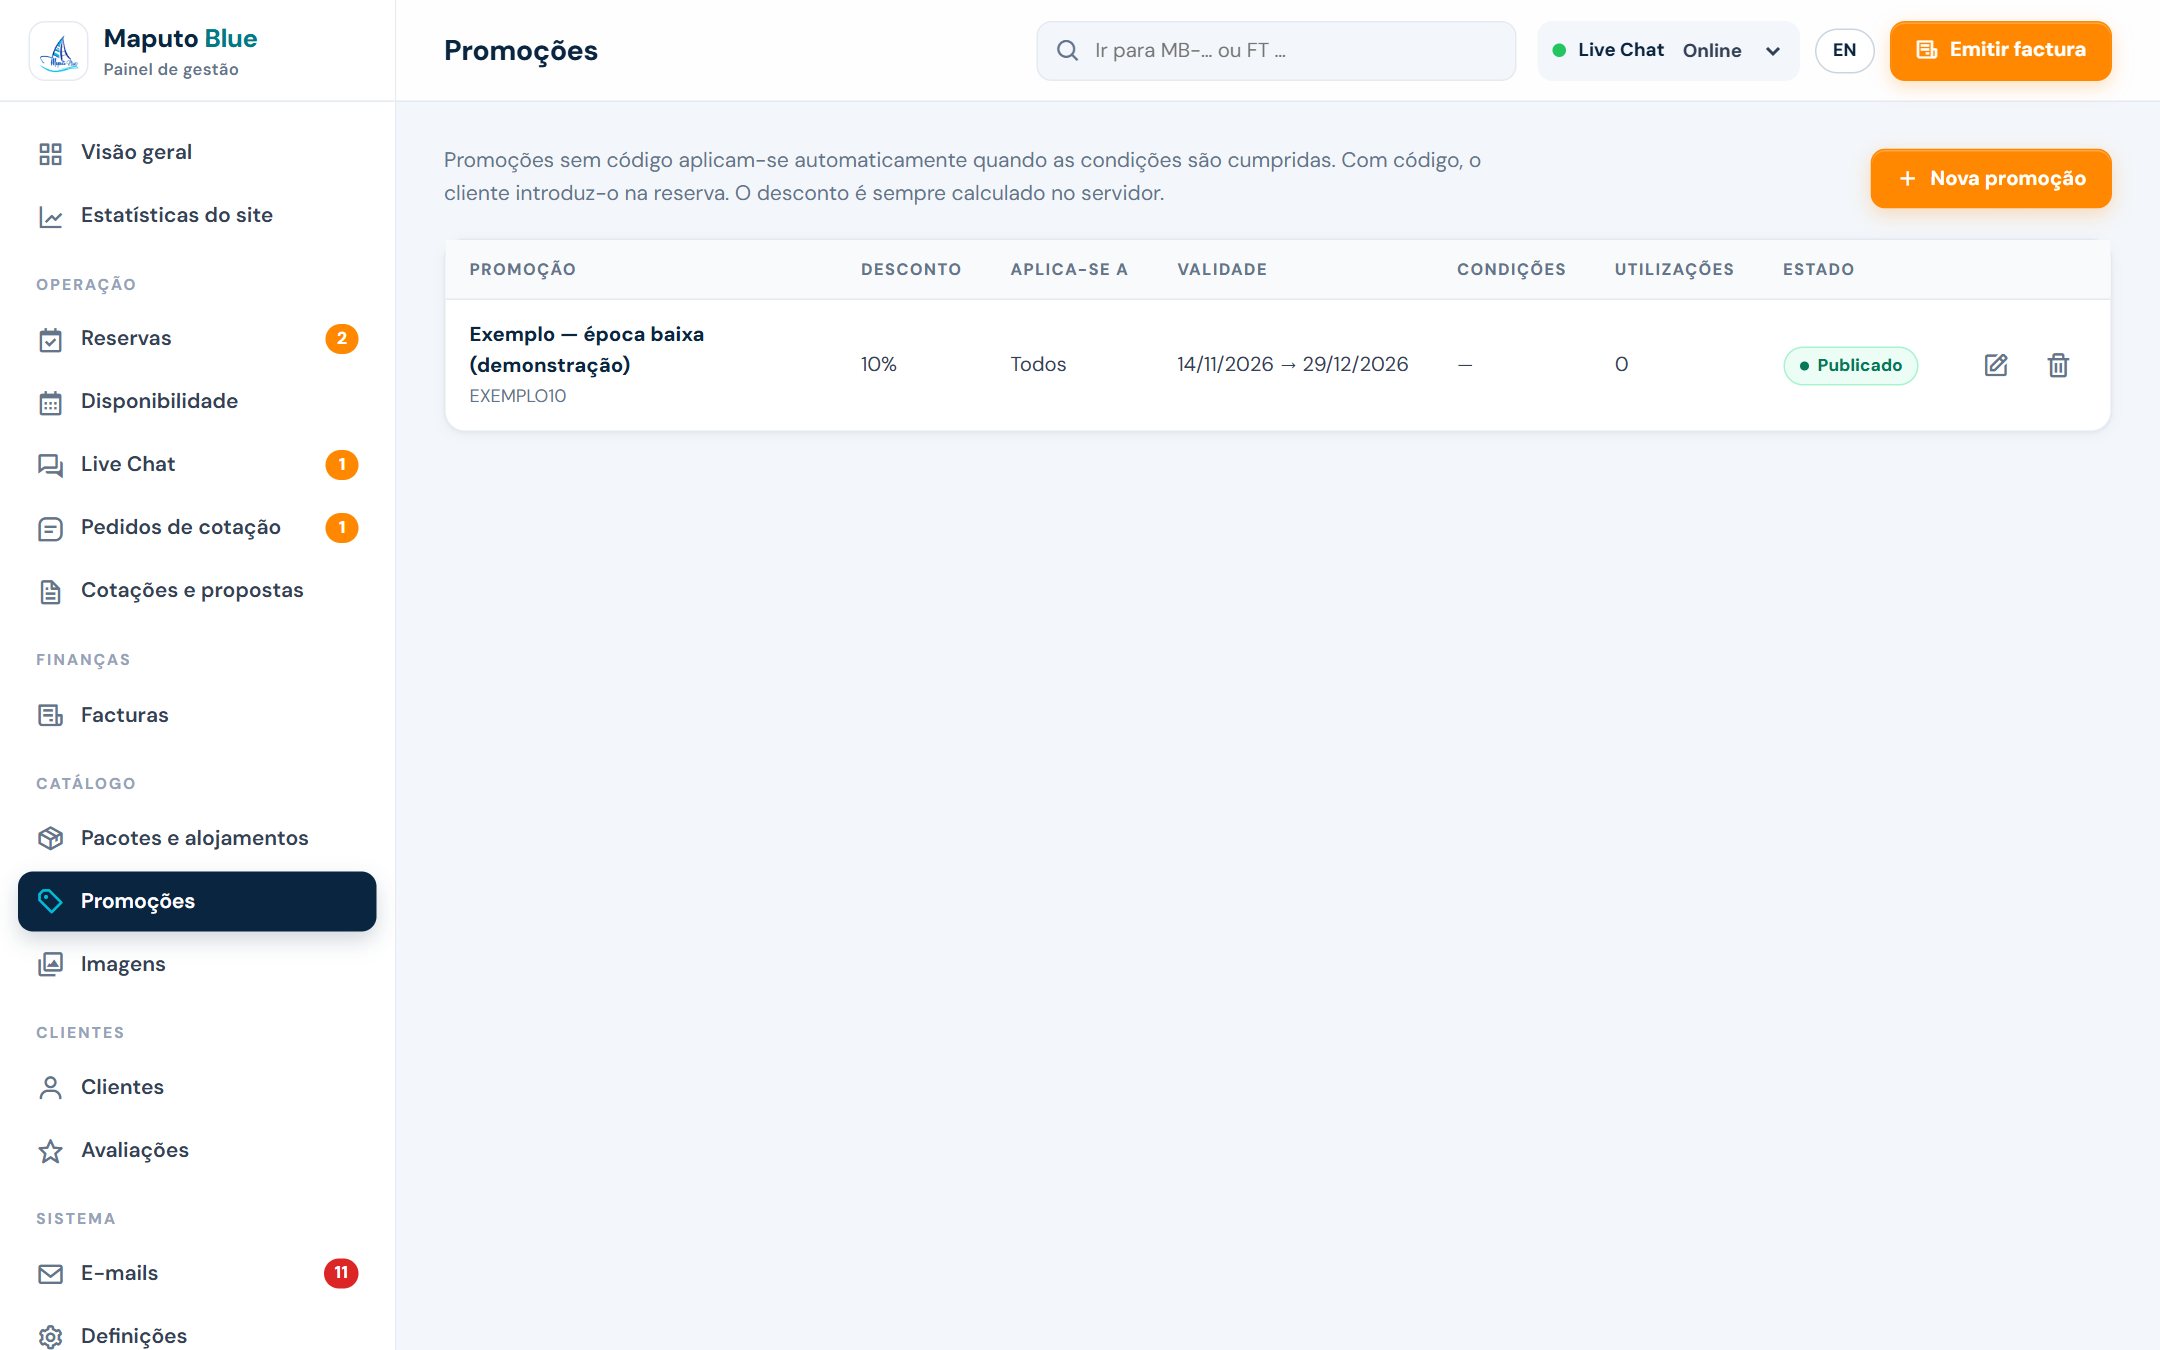 Maputo Blue
Painel de gestão
Promoções
Ir para MB-... ou FT ...
Live Chat Online
EN
Emitir factura
Visão geral
Estatísticas do site
OPERAÇÃO
Reservas 2
Disponibilidade
Live Chat 1
Pedidos de cotação 1
Cotações e propostas
FINANÇAS
Facturas
CATÁLOGO
Pacotes e alojamentos
Promoções
Imagens
CLIENTES
Clientes
Avaliações
SISTEMA
E-mails 11
Definições
Promoções sem código aplicam-se automaticamente quando as condições são cumpridas. Com código, o
cliente introduz-o na reserva. O desconto é sempre calculado no servidor.
+ Nova promoção
PROMOÇÃO DESCONTO APLICA-SE A VALIDADE CONDIÇÕES UTILIZAÇÕES ESTADO
Exemplo — época baixa
(demonstração)
EXEMPLO10
10% Todos 14/11/2026 → 29/12/2026 — 0 Publicado